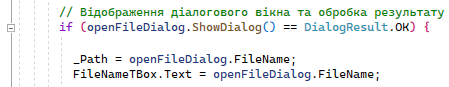 // Відображення діалогового вікна та обробка результату
if (openFileDialog.ShowDialog() == DialogResult.OK) {
_Path = openFileDialog.FileName;
FileNameTBox.Text = openFileDialog.FileName;